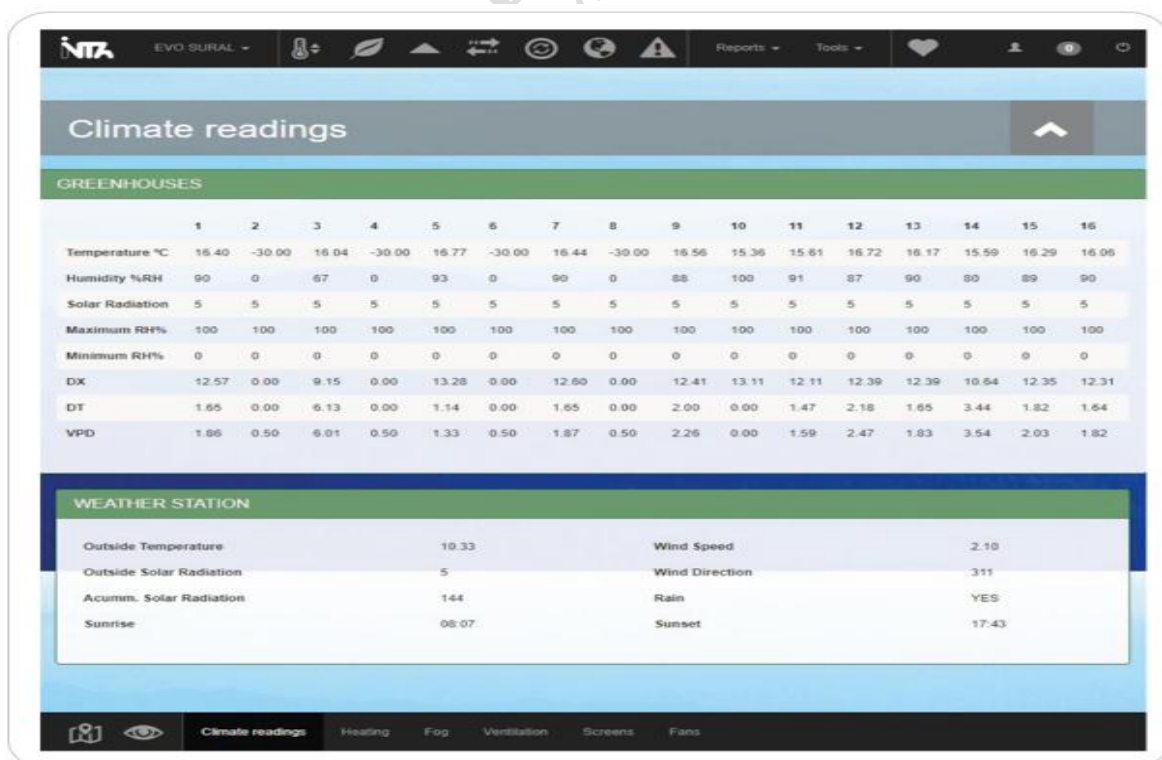 iNTA EVO SURAL Reports Tools 0
Climate readings
GREENHOUSES
1 2 3 4 5 6 7 8 9 10 11 12 13 14 15 16
Temperature ºC 16.40 -30.00 16.04 -30.00 16.77 -30.00 16.44 -30.00 16.56 15.36 15.61 16.72 16.17 15.59 16.29 16.06
Humidity %RH 90 0 67 0 93 0 90 0 88 100 91 87 90 80 89 90
Solar Radiation 5 5 5 5 5 5 5 5 5 5 5 5 5 5 5 5
Maximum RH% 100 100 100 100 100 100 100 100 100 100 100 100 100 100 100 100
Minimum RH% 0 0 0 0 0 0 0 0 0 0 0 0 0 0 0 0
DX 12.57 0.00 9.15 0.00 13.28 0.00 12.60 0.00 12.41 13.11 12.11 12.39 12.39 10.64 12.35 12.31
DT 1.65 0.00 6.13 0.00 1.14 0.00 1.65 0.00 2.00 0.00 1.47 2.18 1.65 3.44 1.82 1.64
VPD 1.86 0.50 6.01 0.50 1.33 0.50 1.87 0.50 2.26 0.00 1.59 2.47 1.83 3.54 2.03 1.82
WEATHER STATION
Outside Temperature 10.33 Wind Speed 2.10
Outside Solar Radiation 5 Wind Direction 311
Acumm. Solar Radiation 144 Rain YES
Sunrise 08:07 Sunset 17:43
Climate readings Heating Fog Ventilation Screens Fans